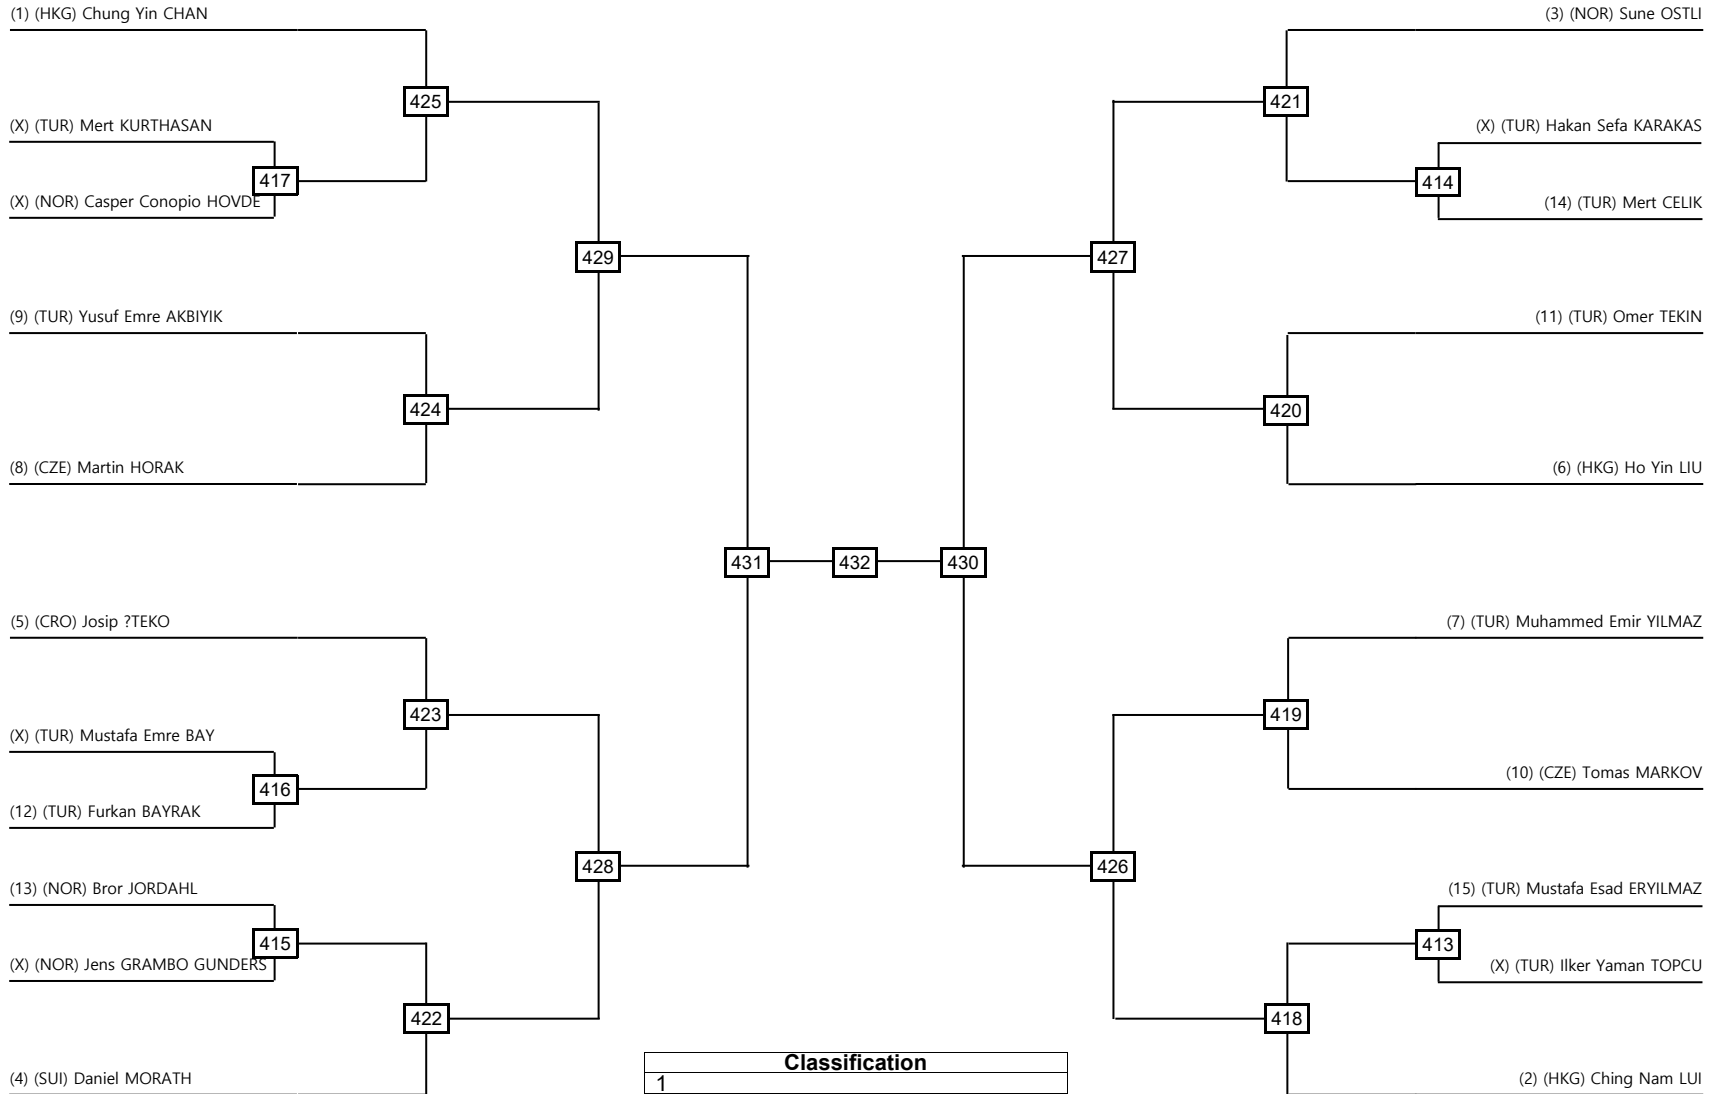 (1) (HKG) Chung Yin CHAN
(X) (TUR) Mert KURTHASAN
(X) (NOR) Casper Conopio HOVDE
(9) (TUR) Yusuf Emre AKBIYIK
(8) (CZE) Martin HORAK
(5) (CRO) Josip ?TEKO
(X) (TUR) Mustafa Emre BAY
(12) (TUR) Furkan BAYRAK
(13) (NOR) Bror JORDAHL
(X) (NOR) Jens GRAMBO GUNDERS
(4) (SUI) Daniel MORATH
417
416
415
425
424
423
422
429
428
431
432
430
427
426
421
420
419
418
414
413
(3) (NOR) Sune OSTLI
(X) (TUR) Hakan Sefa KARAKAS
(14) (TUR) Mert CELIK
(11) (TUR) Omer TEKIN
(6) (HKG) Ho Yin LIU
(7) (TUR) Muhammed Emir YILMAZ
(10) (CZE) Tomas MARKOV
(15) (TUR) Mustafa Esad ERYILMAZ
(X) (TUR) Ilker Yaman TOPCU
(2) (HKG) Ching Nam LUI
Classification
1